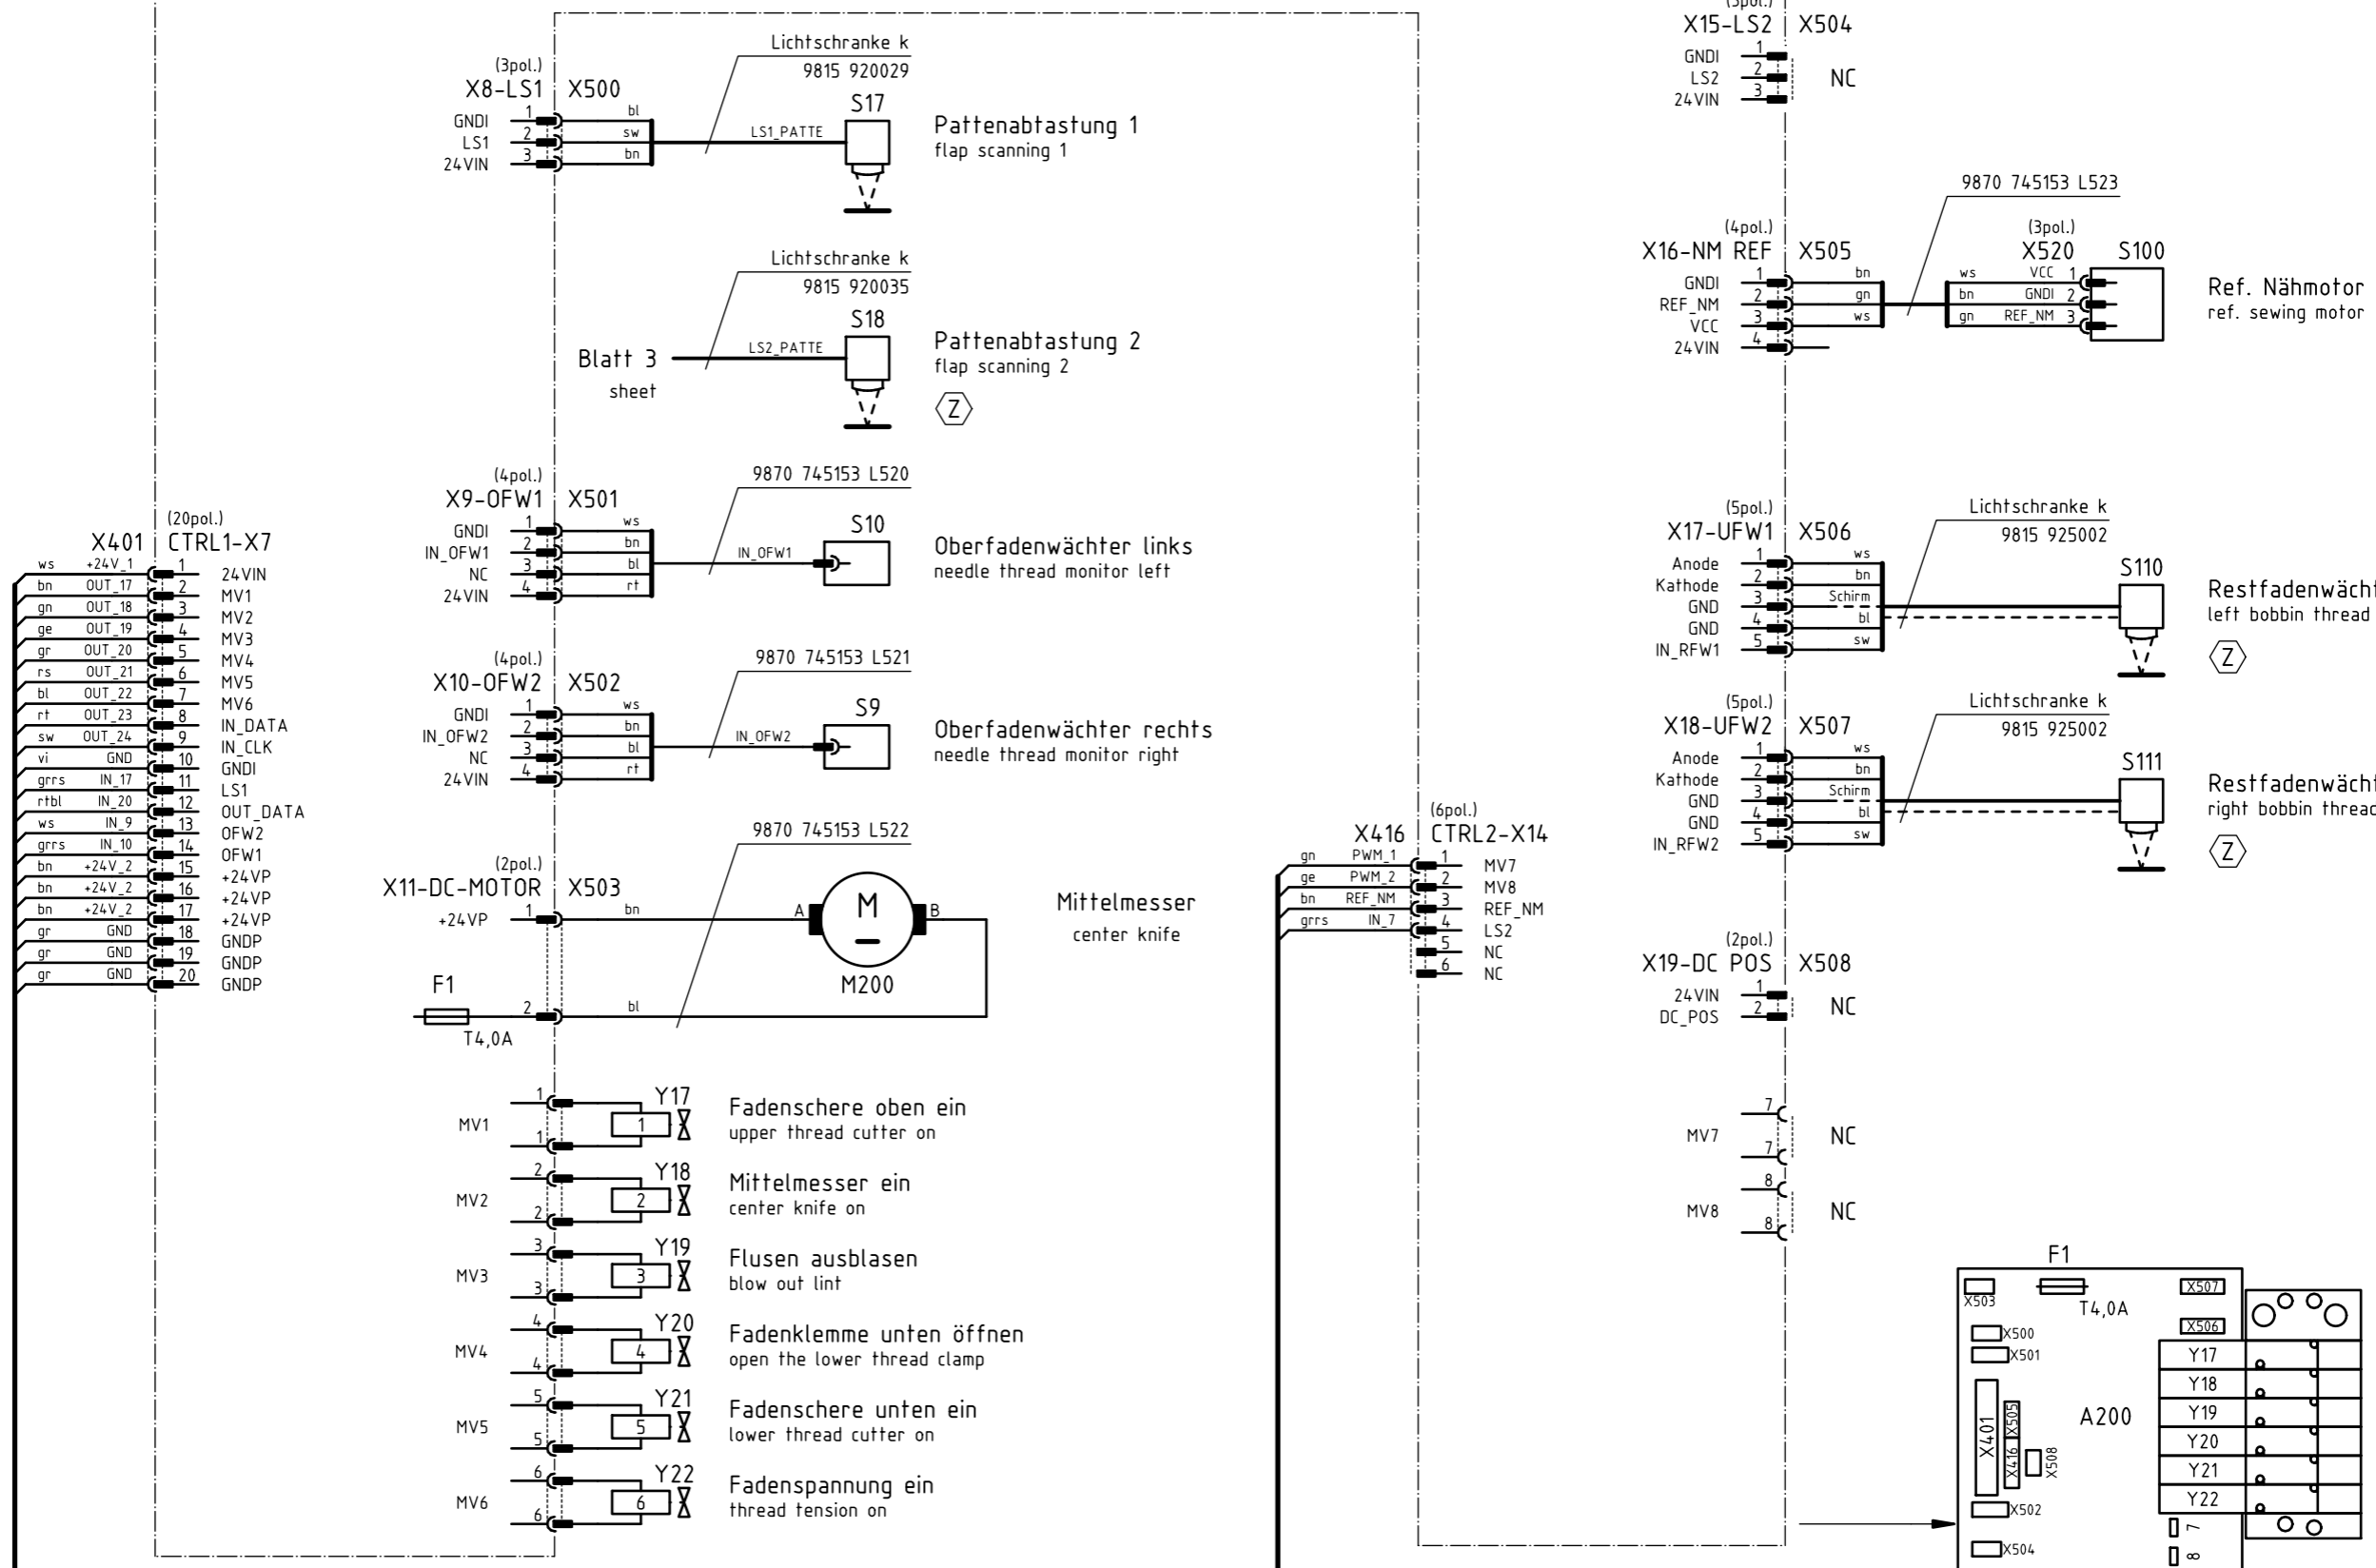 X401 (20pol.) CTRL1-X7
ws +24V_1 1 24VIN
bn OUT_17 2 MV1
gn OUT_18 3 MV2
ge OUT_19 4 MV3
gr OUT_20 5 MV4
rs OUT_21 6 MV5
bl OUT_22 7 MV6
rt OUT_23 8 IN_DATA
sw OUT_24 9 IN_CLK
vi GND 10 GNDI
grrs IN_17 11 LS1
rtbl IN_20 12 OUT_DATA
ws IN_9 13 OFW2
grrs IN_10 14 OFW1
bn +24V_2 15 +24VP
bn +24V_2 16 +24VP
bn +24V_2 17 +24VP
gr GND 18 GNDP
gr GND 19 GNDP
gr GND 20 GNDP
(3pol.)
X8-LS1 X500
GNDI 1 bl
LS1 2 sw
24VIN 3 bn
Lichtschranke k
9815 920029
LS1_PATTE
S17
Pattenabtastung 1
flap scanning 1
Lichtschranke k
9815 920035
Blatt 3
sheet
LS2_PATTE
S18
Pattenabtastung 2
flap scanning 2
Z
(4pol.)
X9-OFW1 X501
GNDI 1 ws
IN_OFW1 2 bn
NC 3 bl
24VIN 4 rt
9870 745153 L520
IN_OFW1
S10
Oberfadenwächter links
needle thread monitor left
(4pol.)
X10-OFW2 X502
GNDI 1 ws
IN_OFW2 2 bn
NC 3 bl
24VIN 4 rt
9870 745153 L521
IN_OFW2
S9
Oberfadenwächter rechts
needle thread monitor right
(2pol.)
X11-DC-MOTOR X503
9870 745153 L522
+24VP 1 bn
A M B
M200
F1
T4,0A
2 bl
Mittelmesser
center knife
MV1 1 1 Y17 1
Fadenschere oben ein
upper thread cutter on
MV2 2 2 Y18 2
Mittelmesser ein
center knife on
MV3 3 3 Y19 3
Flusen ausblasen
blow out lint
MV4 4 4 Y20 4
Fadenklemme unten öffnen
open the lower thread clamp
MV5 5 5 Y21 5
Fadenschere unten ein
lower thread cutter on
MV6 6 6 Y22 6
Fadenspannung ein
thread tension on
X416 (6pol.) CTRL2-X14
gn PWM_1 1 MV7
ge PWM_2 2 MV8
bn REF_NM 3 REF_NM
grrs IN_7 4 LS2
5 NC
6 NC
X15-LS2 X504
GNDI 1
LS2 2
24VIN 3
NC
(4pol.)
X16-NM REF X505
GNDI 1 bn
REF_NM 2 gn
VCC 3 ws
24VIN 4
9870 745153 L523
(3pol.)
X520 S100
ws VCC 1
bn GNDI 2
gn REF_NM 3
Ref. Nähmotor
ref. sewing motor
(5pol.)
X17-UFW1 X506
Anode 1 ws
Kathode 2 bn
GND 3 Schirm
GND 4 bl
IN_RFW1 5 sw
Lichtschranke k
9815 925002
S110
Restfadenwächt
left bobbin thread
Z
(5pol.)
X18-UFW2 X507
Anode 1 ws
Kathode 2 bn
GND 3 Schirm
GND 4 bl
IN_RFW2 5 sw
Lichtschranke k
9815 925002
S111
Restfadenwächt
right bobbin thread
Z
(2pol.)
X19-DC POS X508
24VIN 1
DC_POS 2
NC
MV7 7 7 NC
MV8 8 8 NC
F1
X503
T4,0A
X507
X500
X506
X501
Y17
Y18
X401
X505
A200
Y19
Y20
X416
X508
Y21
X502
Y22
7
X504
8